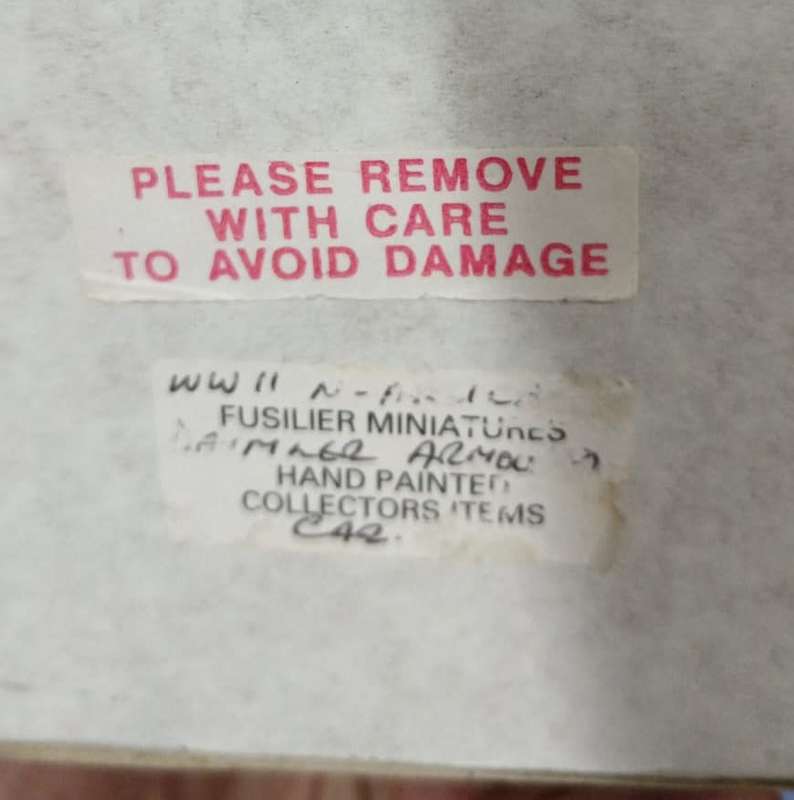 PLEASE REMOVE
WITH CARE
TO AVOID DAMAGE
WW II
FUSILIER MINIATURES
HAND PAINTED
COLLECTORS ITEMS
CAR.